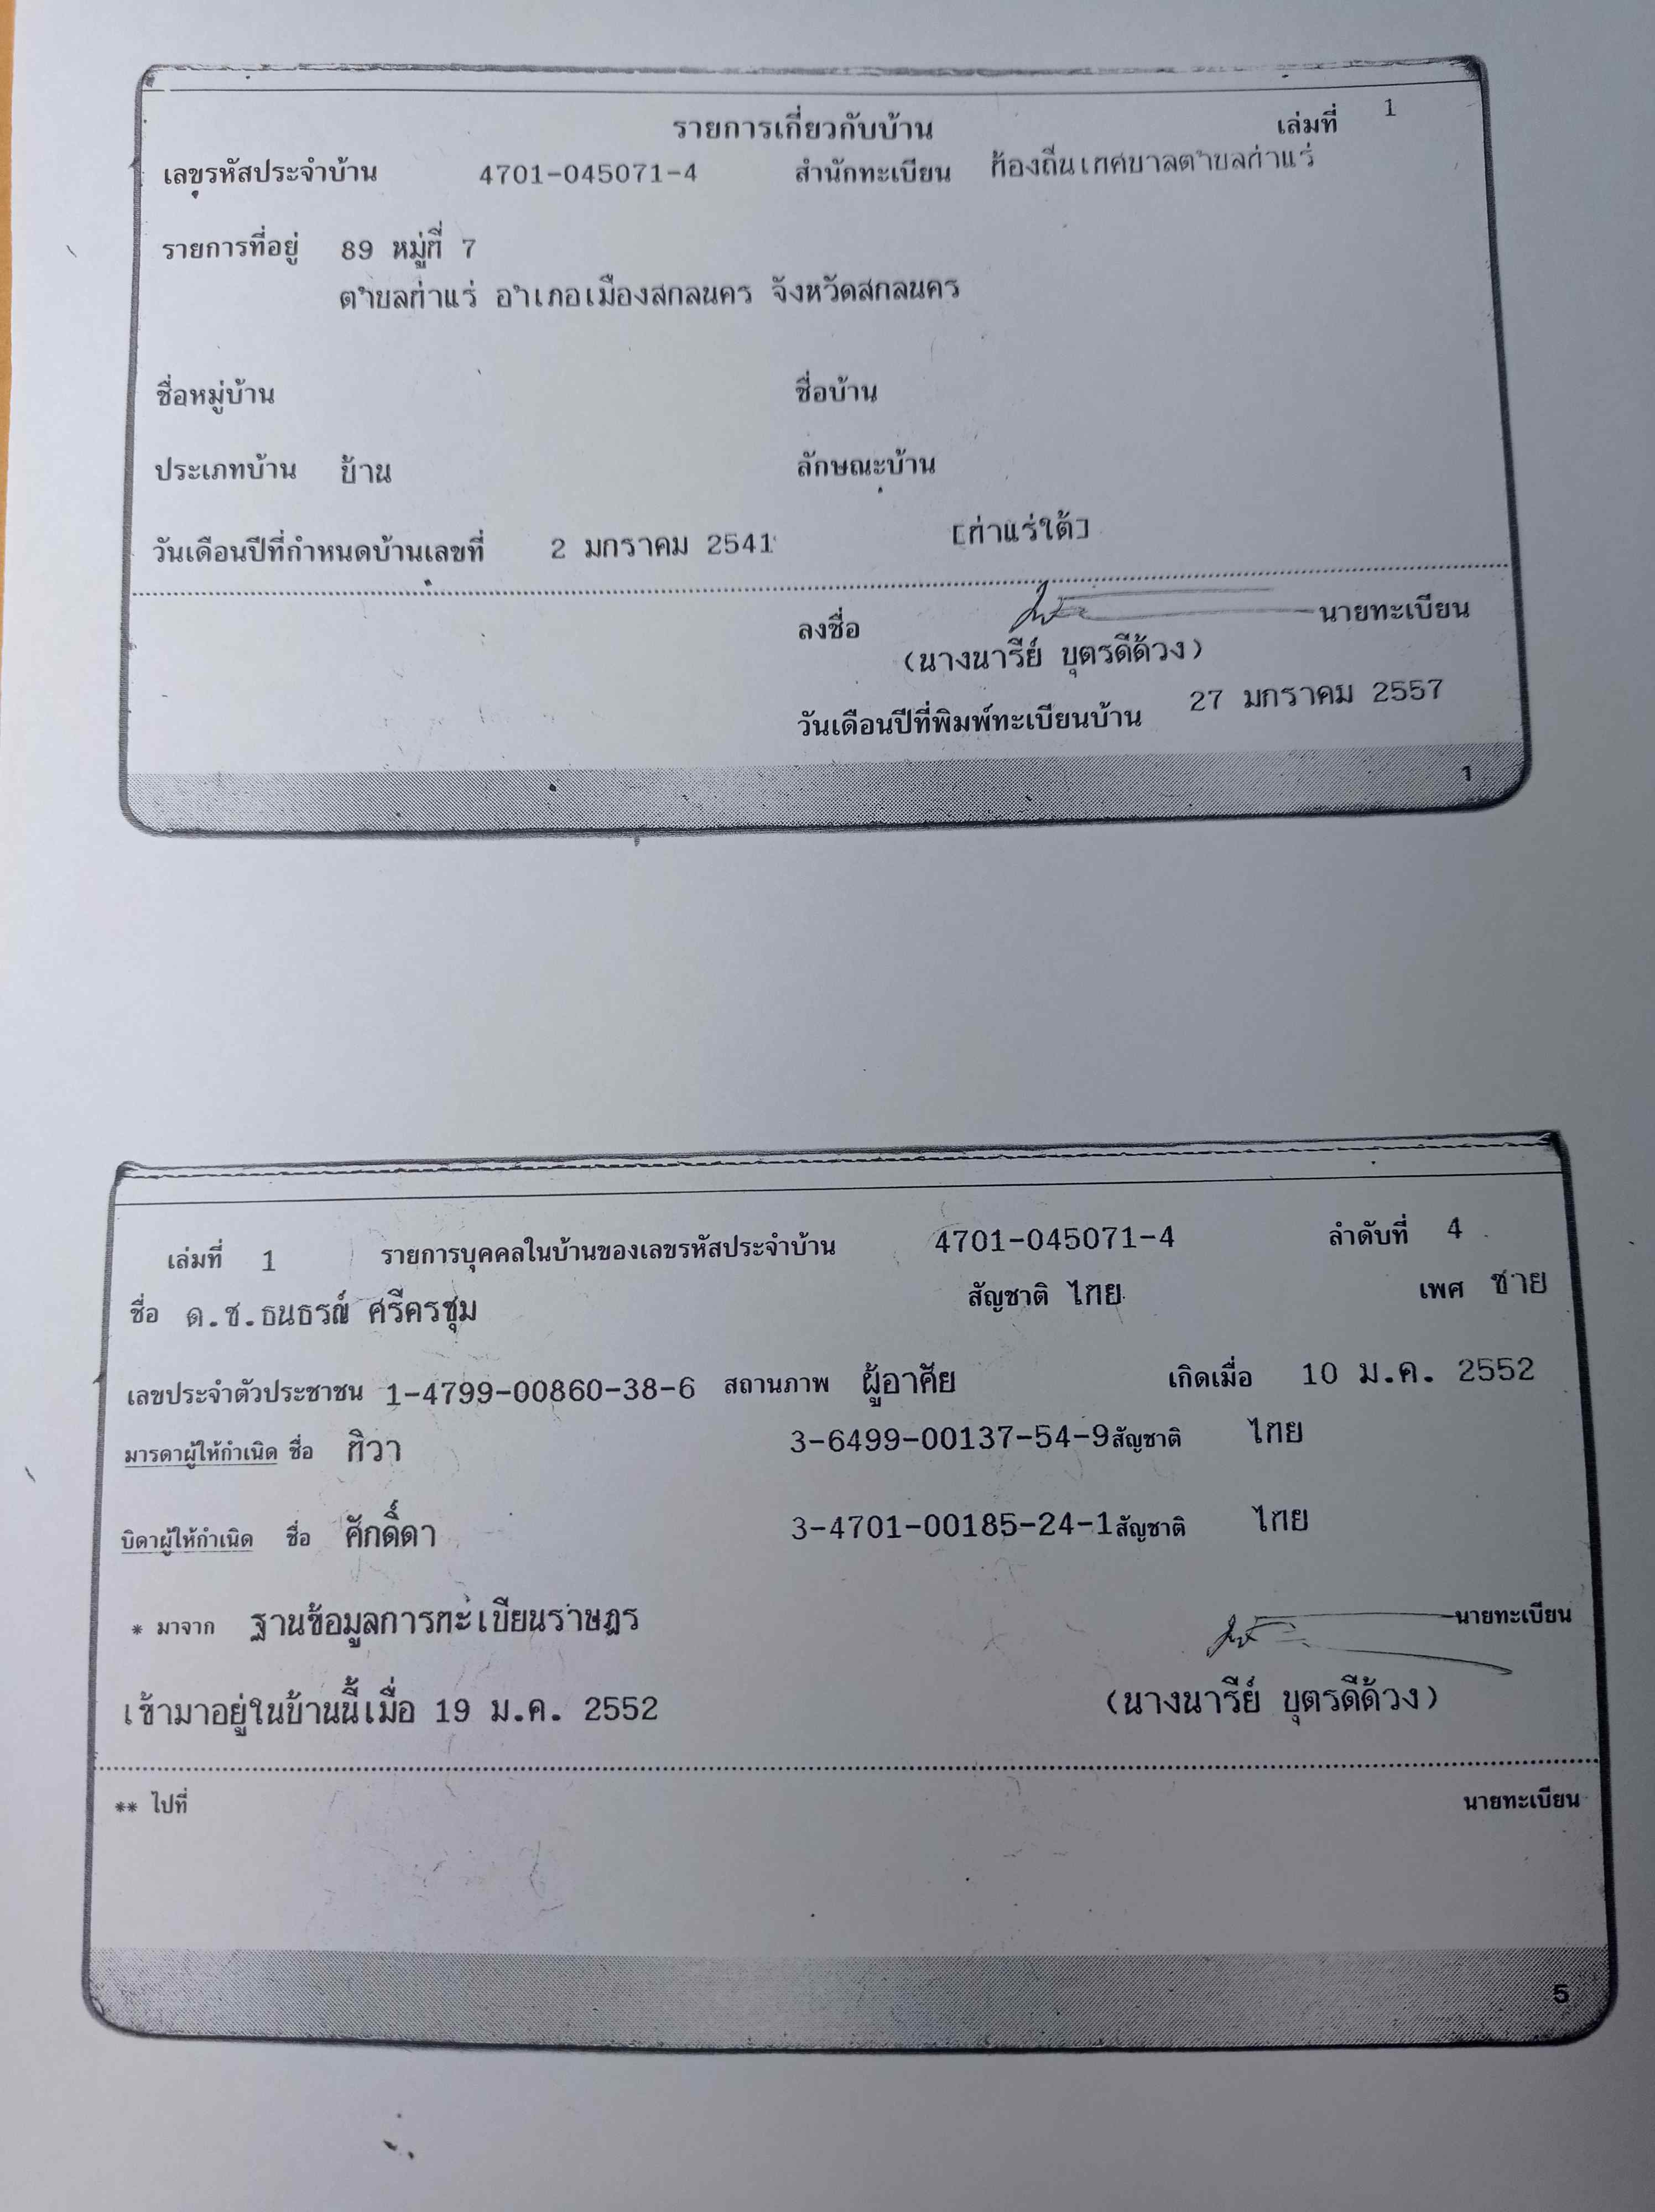 รายการเกี่ยวกับบ้าน เล่มที่ 1
เลขรหัสประจำบ้าน 4701-045071-4 สำนักทะเบียน ท้องถิ่นเทศบาลตำบลท่าแร่
รายการที่อยู่ 89 หมู่ที่ 7
ตำบลท่าแร่ อำเภอเมืองสกลนคร จังหวัดสกลนคร
ชื่อหมู่บ้าน ชื่อบ้าน
ประเภทบ้าน บ้าน ลักษณะบ้าน
วันเดือนปีที่กำหนดบ้านเลขที่ 2 มกราคม 2541 [ท่าแร่ใต้]
ลงชื่อ นายทะเบียน
(นางนารีย์ บุตรดีด้วง)
วันเดือนปีที่พิมพ์ทะเบียนบ้าน 27 มกราคม 2557
1
เล่มที่ 1 รายการบุคคลในบ้านของเลขรหัสประจำบ้าน 4701-045071-4 ลำดับที่ 4
ชื่อ ด.ช.ธนธรณ์ ศรีครชุม สัญชาติ ไทย เพศ ชาย
เลขประจำตัวประชาชน 1-4799-00860-38-6 สถานภาพ ผู้อาศัย เกิดเมื่อ 10 ม.ค. 2552
มารดาผู้ให้กำเนิด ชื่อ ทิวา 3-6499-00137-54-9 สัญชาติ ไทย
บิดาผู้ให้กำเนิด ชื่อ ศักดิ์ดา 3-4701-00185-24-1 สัญชาติ ไทย
* มาจาก ฐานข้อมูลการทะเบียนราษฎร นายทะเบียน
เข้ามาอยู่ในบ้านนี้เมื่อ 19 ม.ค. 2552 (นางนารีย์ บุตรดีด้วง)
** ไปที่ นายทะเบียน
5